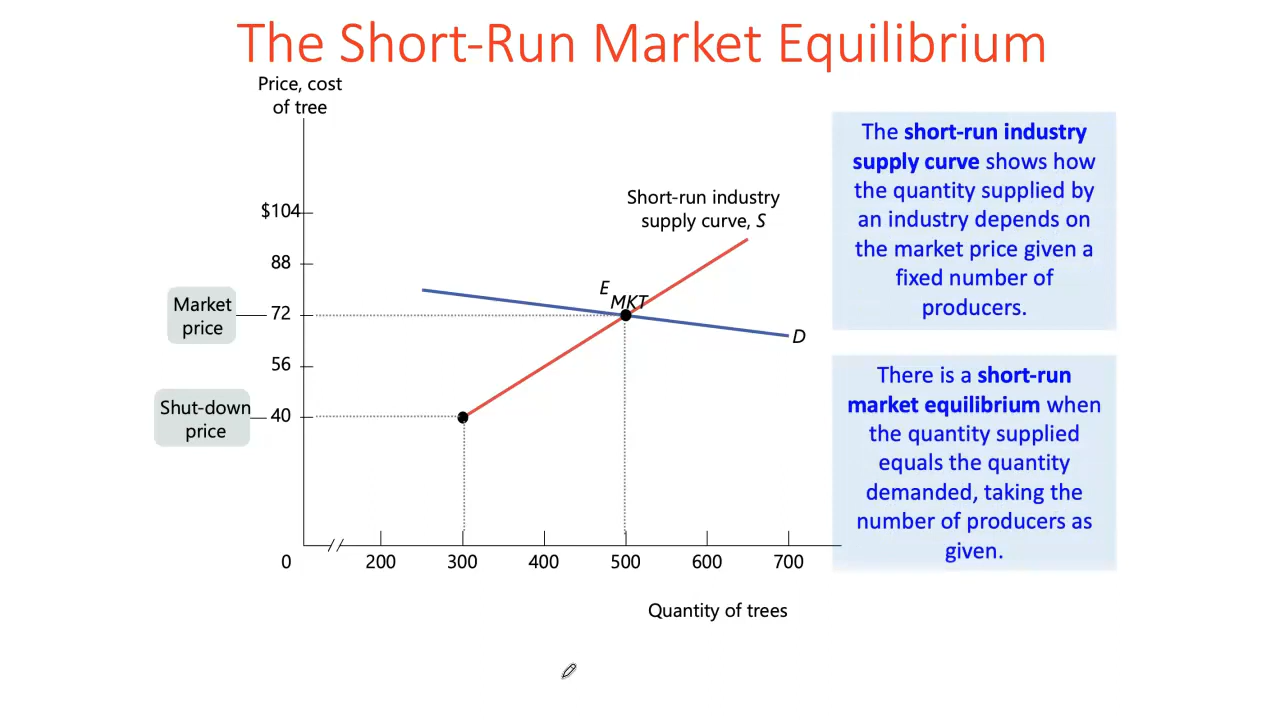 The Short-Run Market Equilibrium
Price, cost
of tree
$104
88
72
56
40
0
200
300
400
500
600
700
Quantity of trees
Market
price
Shut-down
price
Short-run industry
supply curve, S
E
MKT
D
The short-run industry
supply curve shows how
the quantity supplied by
an industry depends on
the market price given a
fixed number of
producers.
There is a short-run
market equilibrium when
the quantity supplied
equals the quantity
demanded, taking the
number of producers as
given.